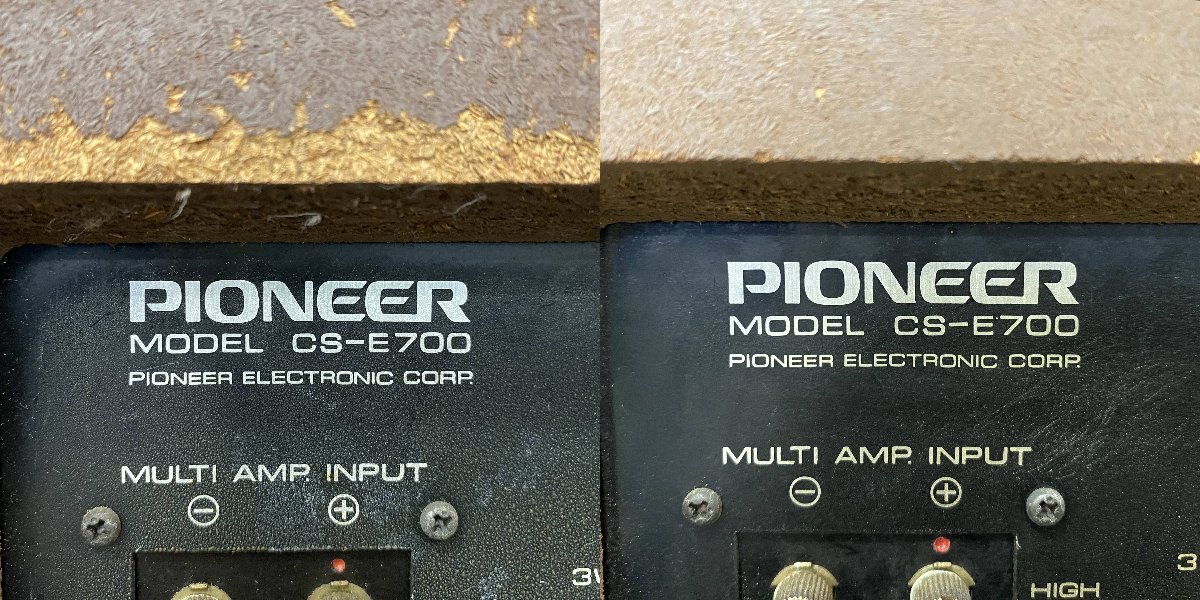 PIONEER
MODEL CS-E700
PIONEER ELECTRONIC CORP.
MULTI AMP. INPUT
⊖ ⊕
PIONEER
MODEL CS-E700
PIONEER ELECTRONIC CORP.
MULTI AMP. INPUT
⊖ ⊕
3
HIGH